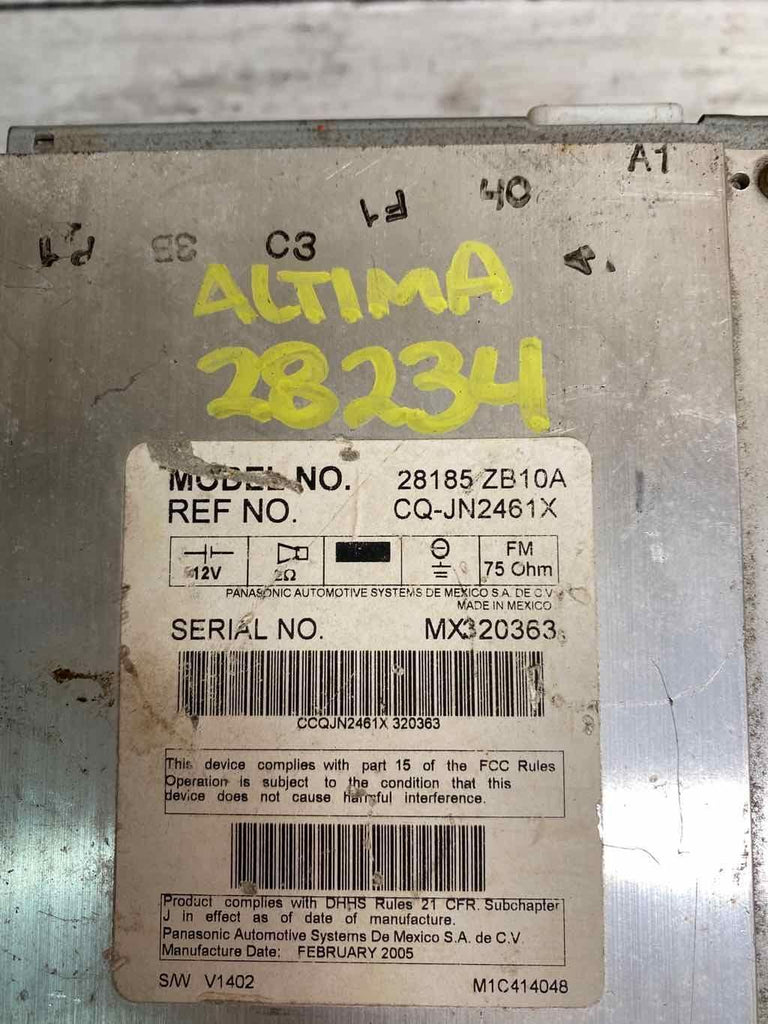 A1
4C
F1
C3
3B
P1
ALTIMA
28234
MODEL NO. 28185 ZB10A
REF NO. CQ-JN2461X
12V 2Ω FM 75 Ohm
PANASONIC AUTOMOTIVE SYSTEMS DE MEXICO S.A. DE C.V
MADE IN MEXICO
SERIAL NO. MX320363
CCQJN2461X 320363
This device complies with part 15 of the FCC Rules
Operation is subject to the condition that this
device does not cause harmful interference.
Product complies with DHHS Rules 21 CFR. Subchapter
J in effect as of date of manufacture.
Panasonic Automotive Systems De Mexico S.A. de C.V
Manufacture Date: FEBRUARY 2005
S/W V1402 M1C414048